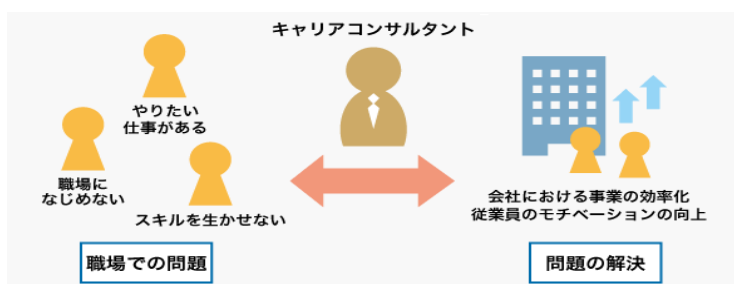 キャリアコンサルタント
やりたい
仕事がある
職場に
なじめない
スキルを生かせない
職場での問題
会社における事業の効率化
従業員のモチベーションの向上
問題の解決